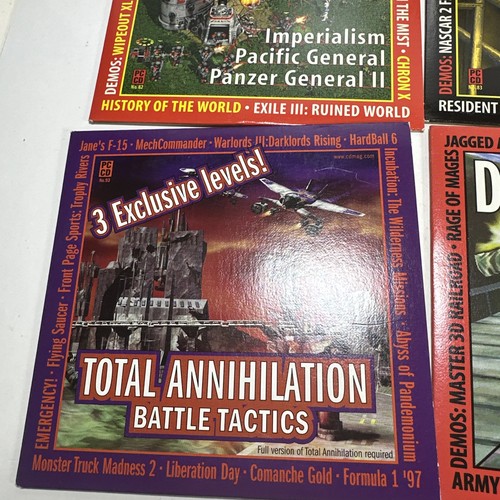 DEMOS: WIPEOUT XL
THE MIST • CHRON X
Imperialism
Pacific General
Panzer General II
PC
CD
No. 82
HISTORY OF THE WORLD • EXILE III: RUINED WORLD
DEMOS: NASCAR 2
PC
CD
RESIDENT
Jane's F-15 • MechCommander • Warlords III:Darklords Rising • HardBall 6
PC
CD
www.cdmag.com
3 Exclusive levels!
EMERGENCY! • Flying Saucer • Front Page Sports: Trophy Rivers
Incubation: The Wilderness Missions • Abyss of Pandemonium
TOTAL ANNIHILATION
BATTLE TACTICS
Full version of Total Annihilation required
Monster Truck Madness 2 • Liberation Day • Comanche Gold • Formula 1 '97
JAGGED
DEMOS: MASTER 3D RAILROAD • RAGE OF MAGES
D
ARMY